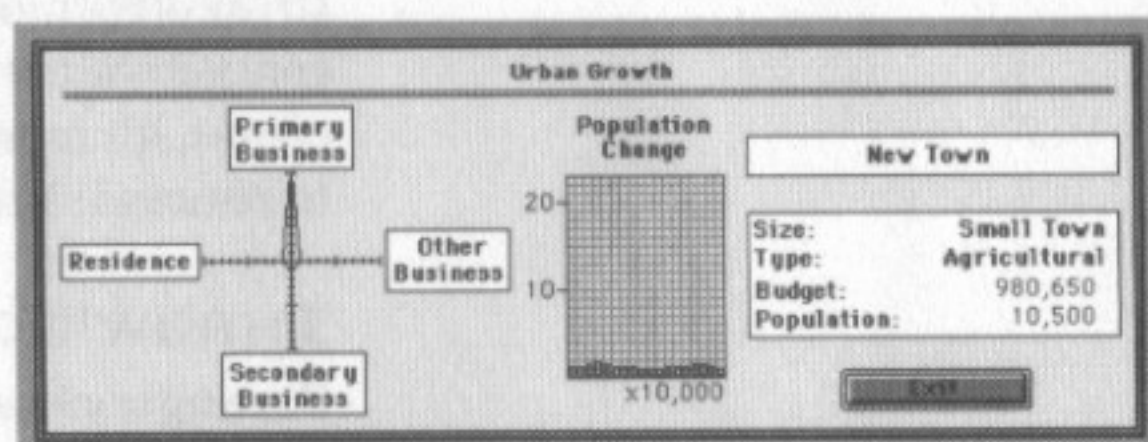 Urban Growth
Primary
Business
Residence
Other
Business
Secondary
Business
Population
Change
20
10
x10,000
New Town
Size: Small Town
Type: Agricultural
Budget: 980,650
Population: 10,500
Exit